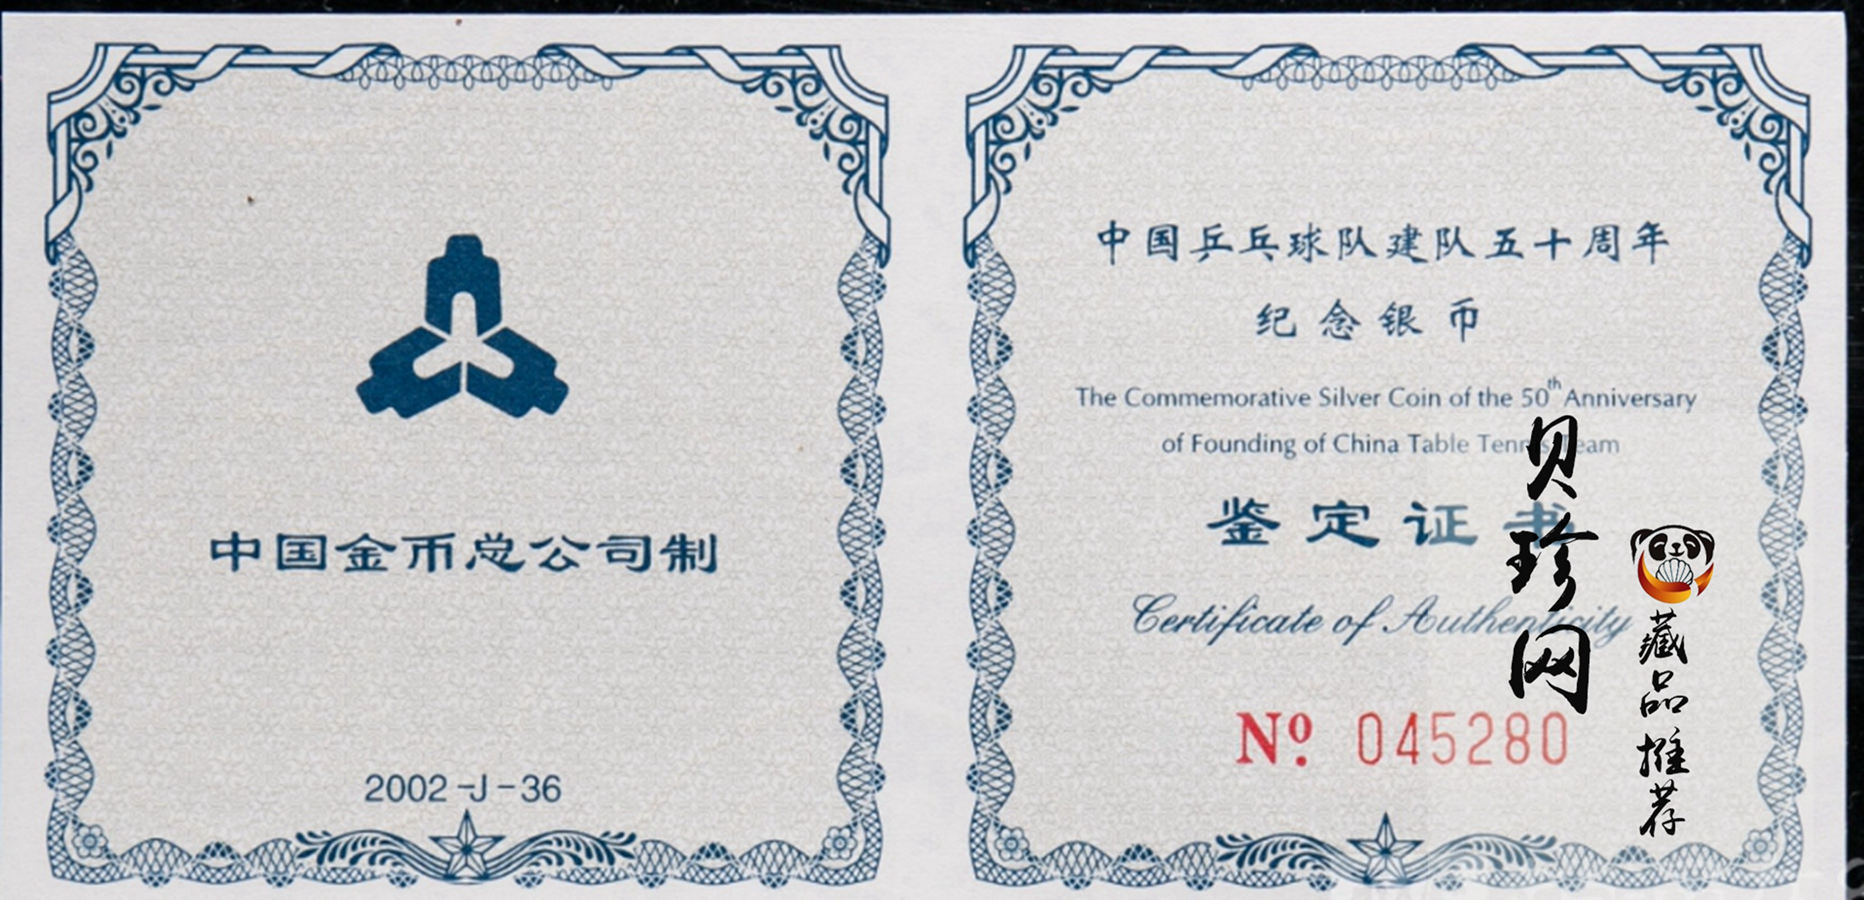 中国金币总公司制
2002-J-36
中国乒乓球队建队五十周年
纪念银币
The Commemorative Silver Coin of the 50th Anniversary
of Founding of China Table Tennis Team
鉴定证书
Certificate of Authenticity
Nº 045280
贝珍网
藏品推荐